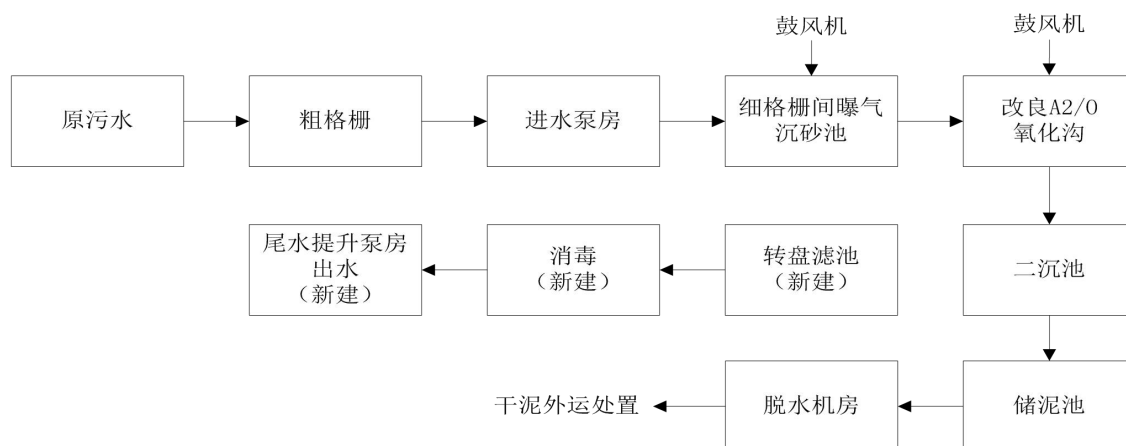 鼓风机
鼓风机
原污水
粗格栅
进水泵房
细格栅间曝气
沉砂池
改良A2/O
氧化沟
尾水提升泵房
出水
（新建）
消毒
（新建）
转盘滤池
（新建）
二沉池
干泥外运处置
脱水机房
储泥池